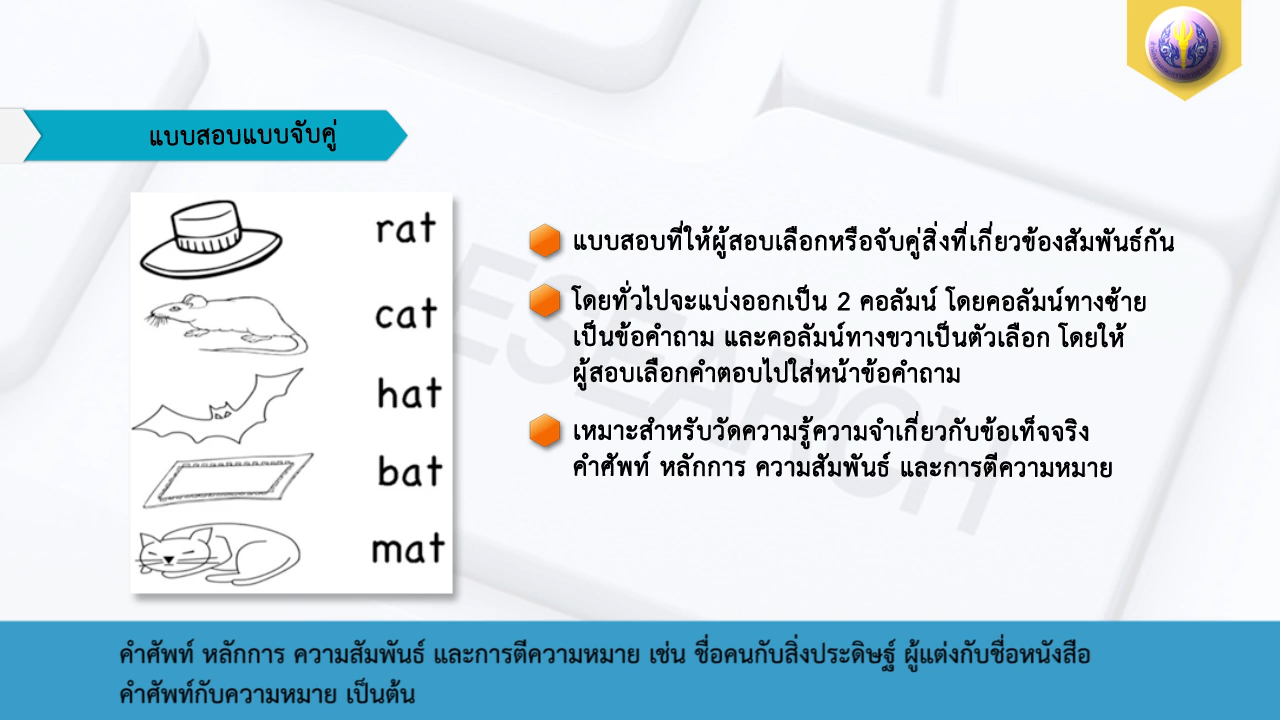 แบบสอบแบบจับคู่
rat
cat
hat
bat
mat
แบบสอบที่ให้ผู้สอบเลือกหรือจับคู่สิ่งที่เกี่ยวข้องสัมพันธ์กัน
โดยทั่วไปจะแบ่งออกเป็น 2 คอลัมน์ โดยคอลัมน์ทางซ้าย
เป็นข้อคำถาม และคอลัมน์ทางขวาเป็นตัวเลือก โดยให้
ผู้สอบเลือกคำตอบไปใส่หน้าข้อคำถาม
เหมาะสำหรับวัดความรู้ความจำเกี่ยวกับข้อเท็จจริง
คำศัพท์ หลักการ ความสัมพันธ์ และการตีความหมาย
ESEARCH
คำศัพท์ หลักการ ความสัมพันธ์ และการตีความหมาย เช่น ชื่อคนกับสิ่งประดิษฐ์ ผู้แต่งกับชื่อหนังสือ
คำศัพท์กับความหมาย เป็นต้น